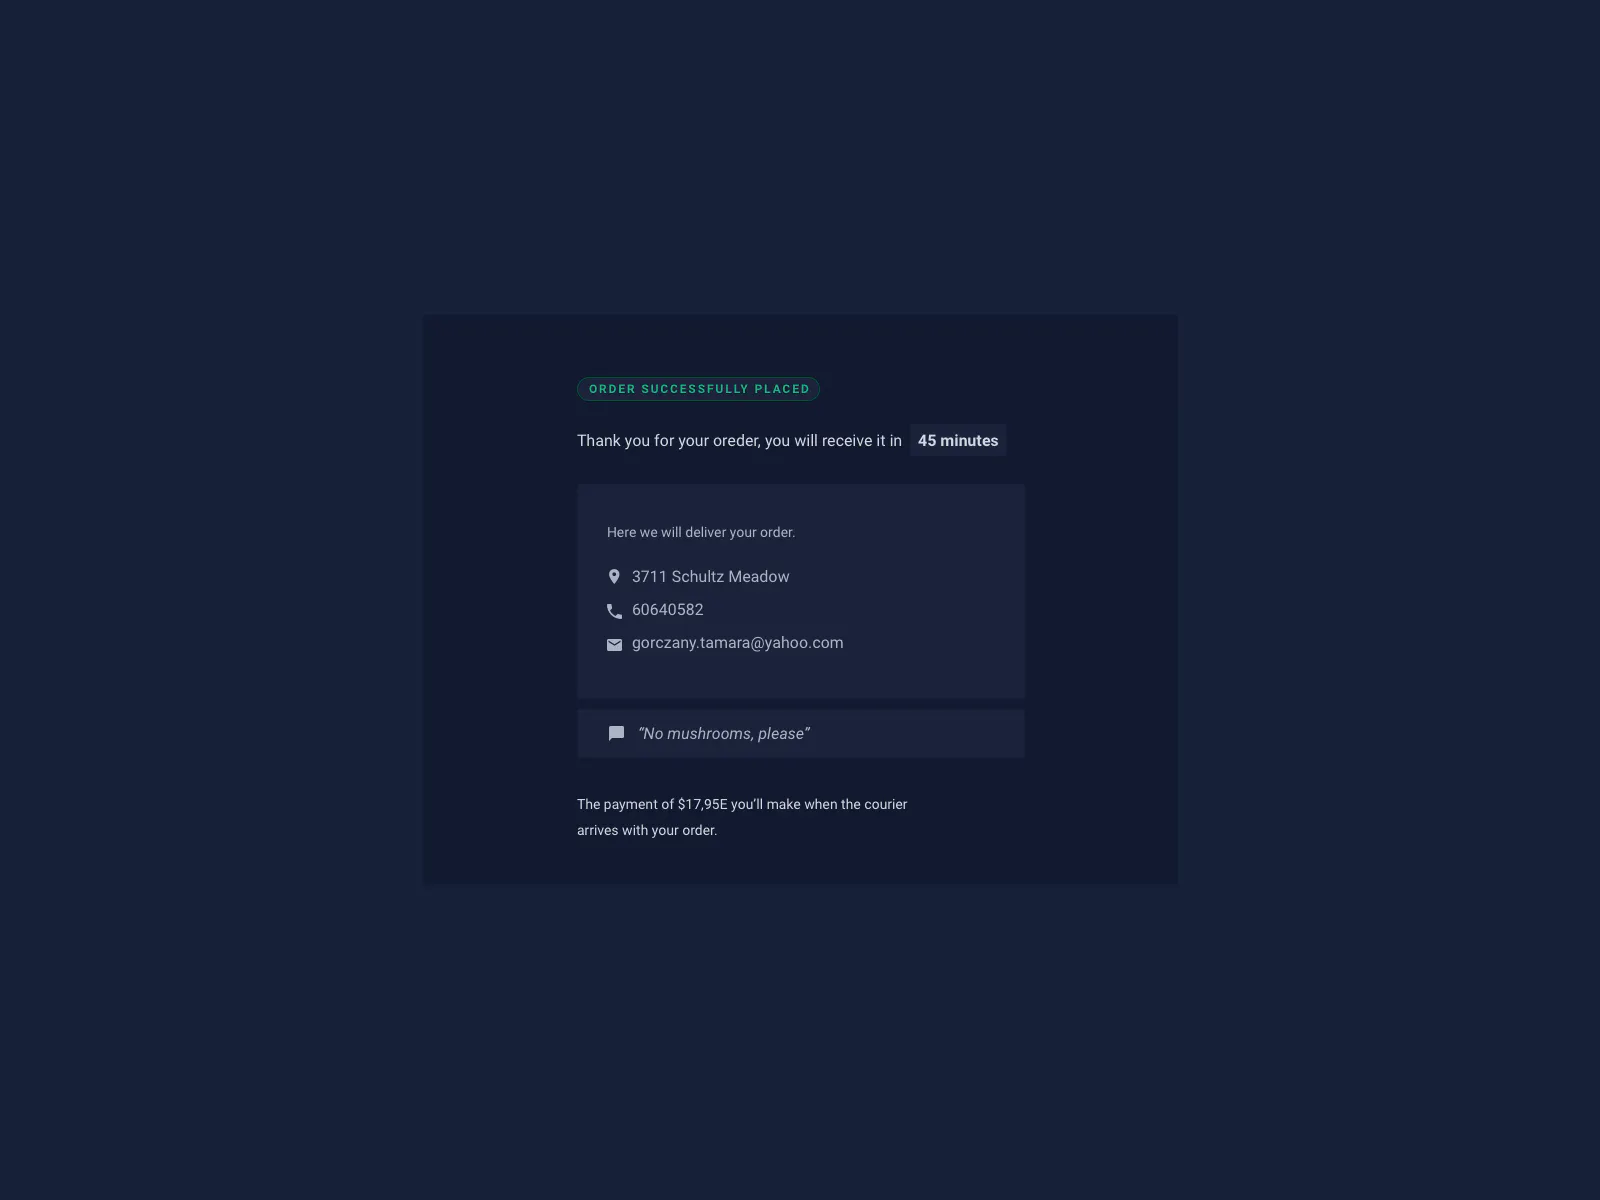 ORDER SUCCESSFULLY PLACED
Thank you for your oreder, you will receive it in 45 minutes
Here we will deliver your order.
3711 Schultz Meadow
60640582
gorczany.tamara@yahoo.com
“No mushrooms, please”
The payment of $17,95E you’ll make when the courier
arrives with your order.